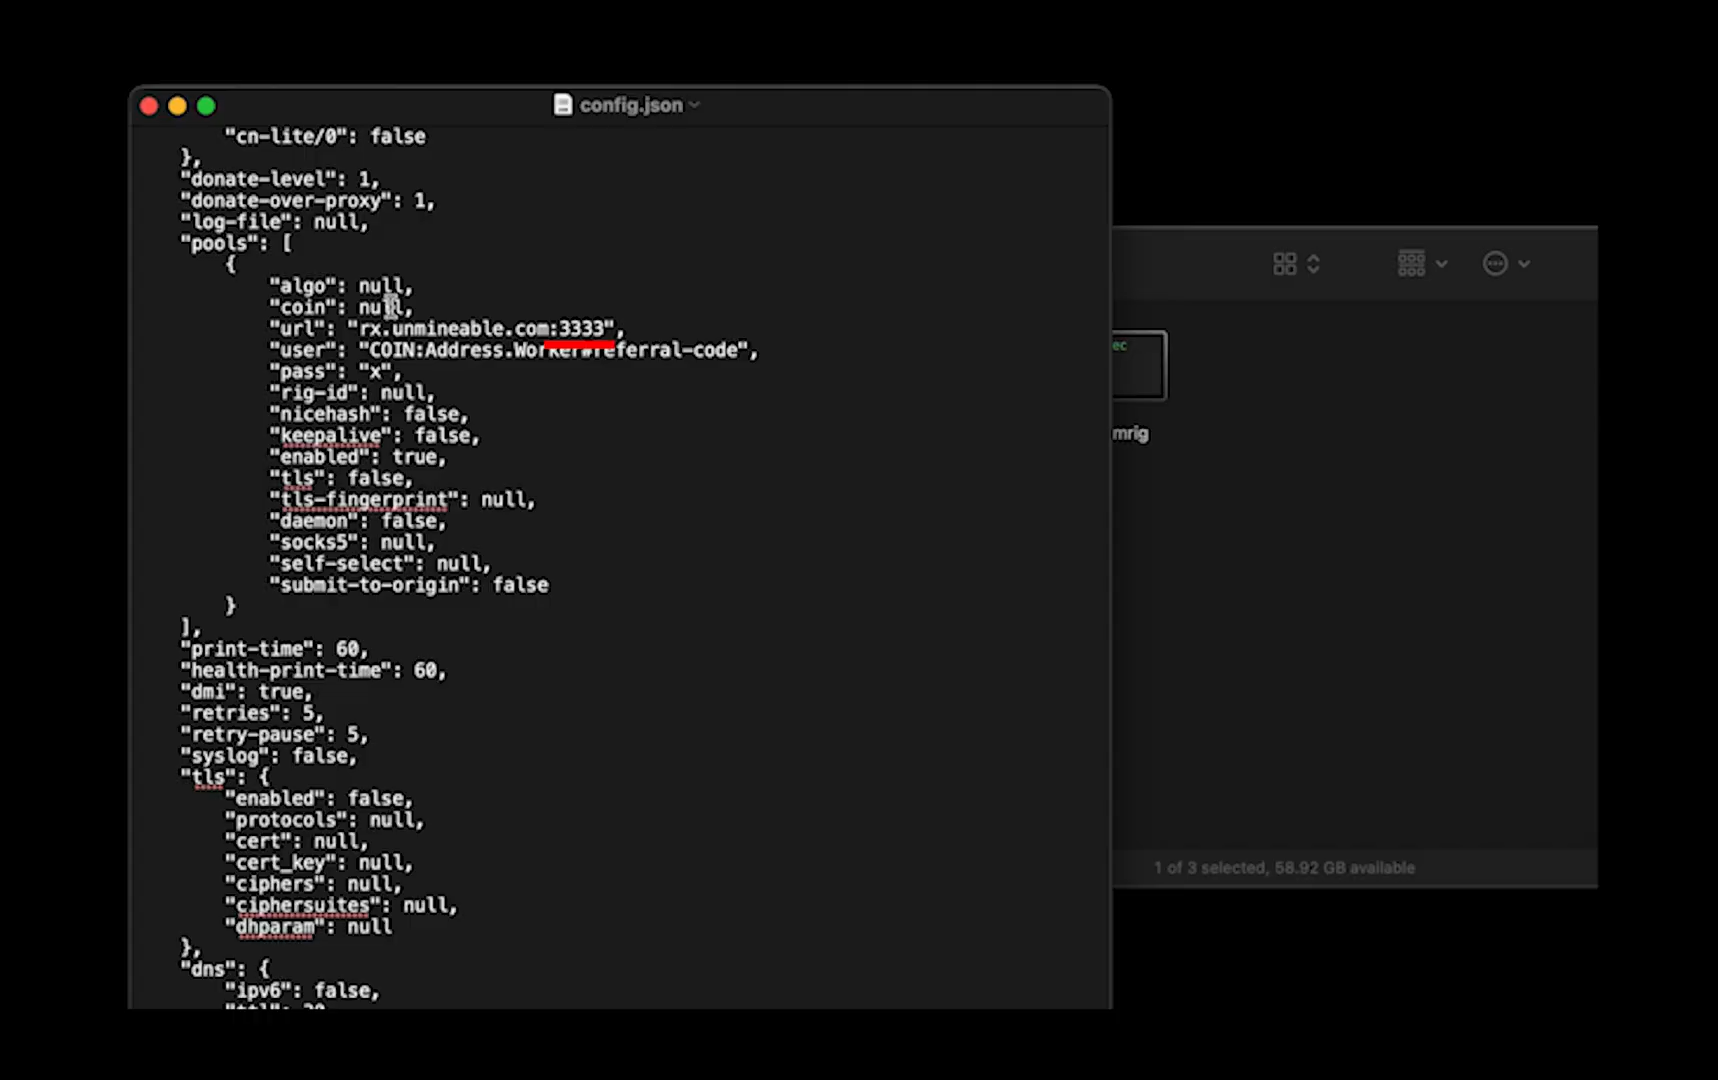 config.json
"cn-lite/0": false
},
"donate-level": 1,
"donate-over-proxy": 1,
"log-file": null,
"pools": [
{
"algo": null,
"coin": null,
"url": "rx.unmineable.com:3333",
"user": "COIN:Address.Worker#referral-code",
"pass": "x",
"rig-id": null,
"nicehash": false,
"keepalive": false,
"enabled": true,
"tls": false,
"tls-fingerprint": null,
"daemon": false,
"socks5": null,
"self-select": null,
"submit-to-origin": false
}
],
"print-time": 60,
"health-print-time": 60,
"dmi": true,
"retries": 5,
"retry-pause": 5,
"syslog": false,
"tls": {
"enabled": false,
"protocols": null,
"cert": null,
"cert_key": null,
"ciphers": null,
"ciphersuites": null,
"dhparam": null
},
"dns": {
"ipv6": false,
ec
mrig
1 of 3 selected, 58.92 GB available